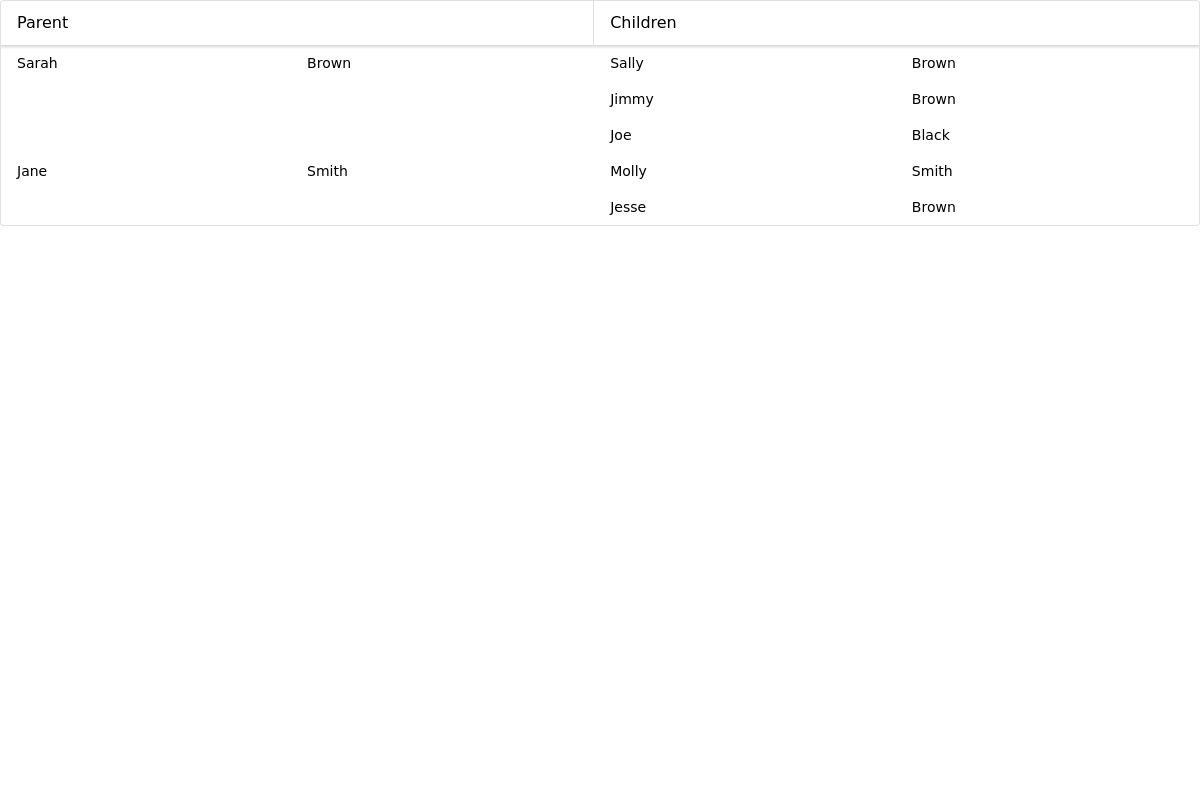 Parent Children
Sarah Brown Sally Brown
Jimmy Brown
Joe Black
Jane Smith Molly Smith
Jesse Brown